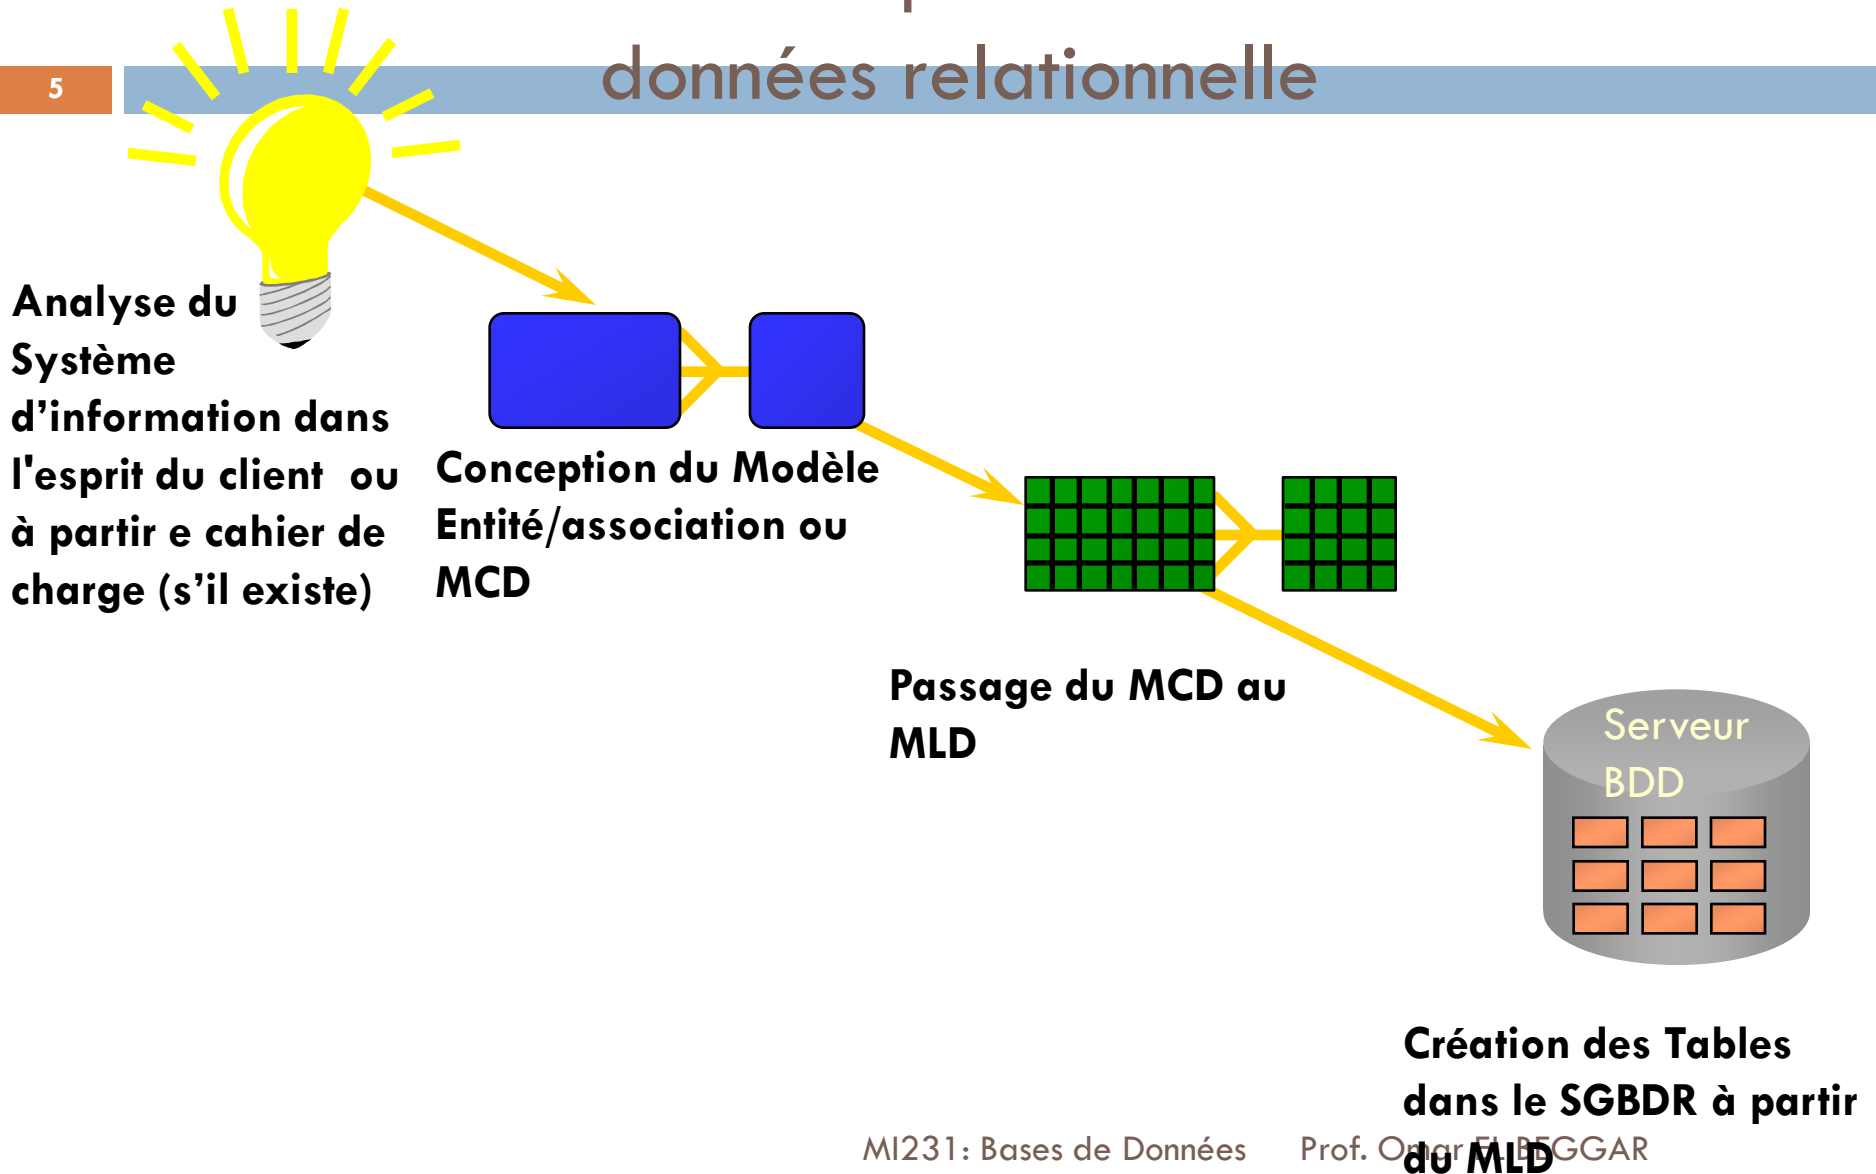 données relationnelle
5
Analyse du
Système
d’information dans
l'esprit du client ou
à partir e cahier de
charge (s’il existe)
Conception du Modèle
Entité/association ou
MCD
Passage du MCD au
MLD
Serveur
BDD
Création des Tables
dans le SGBDR à partir
du MLD
MI231: Bases de Données Prof. Omar EL BEGGAR